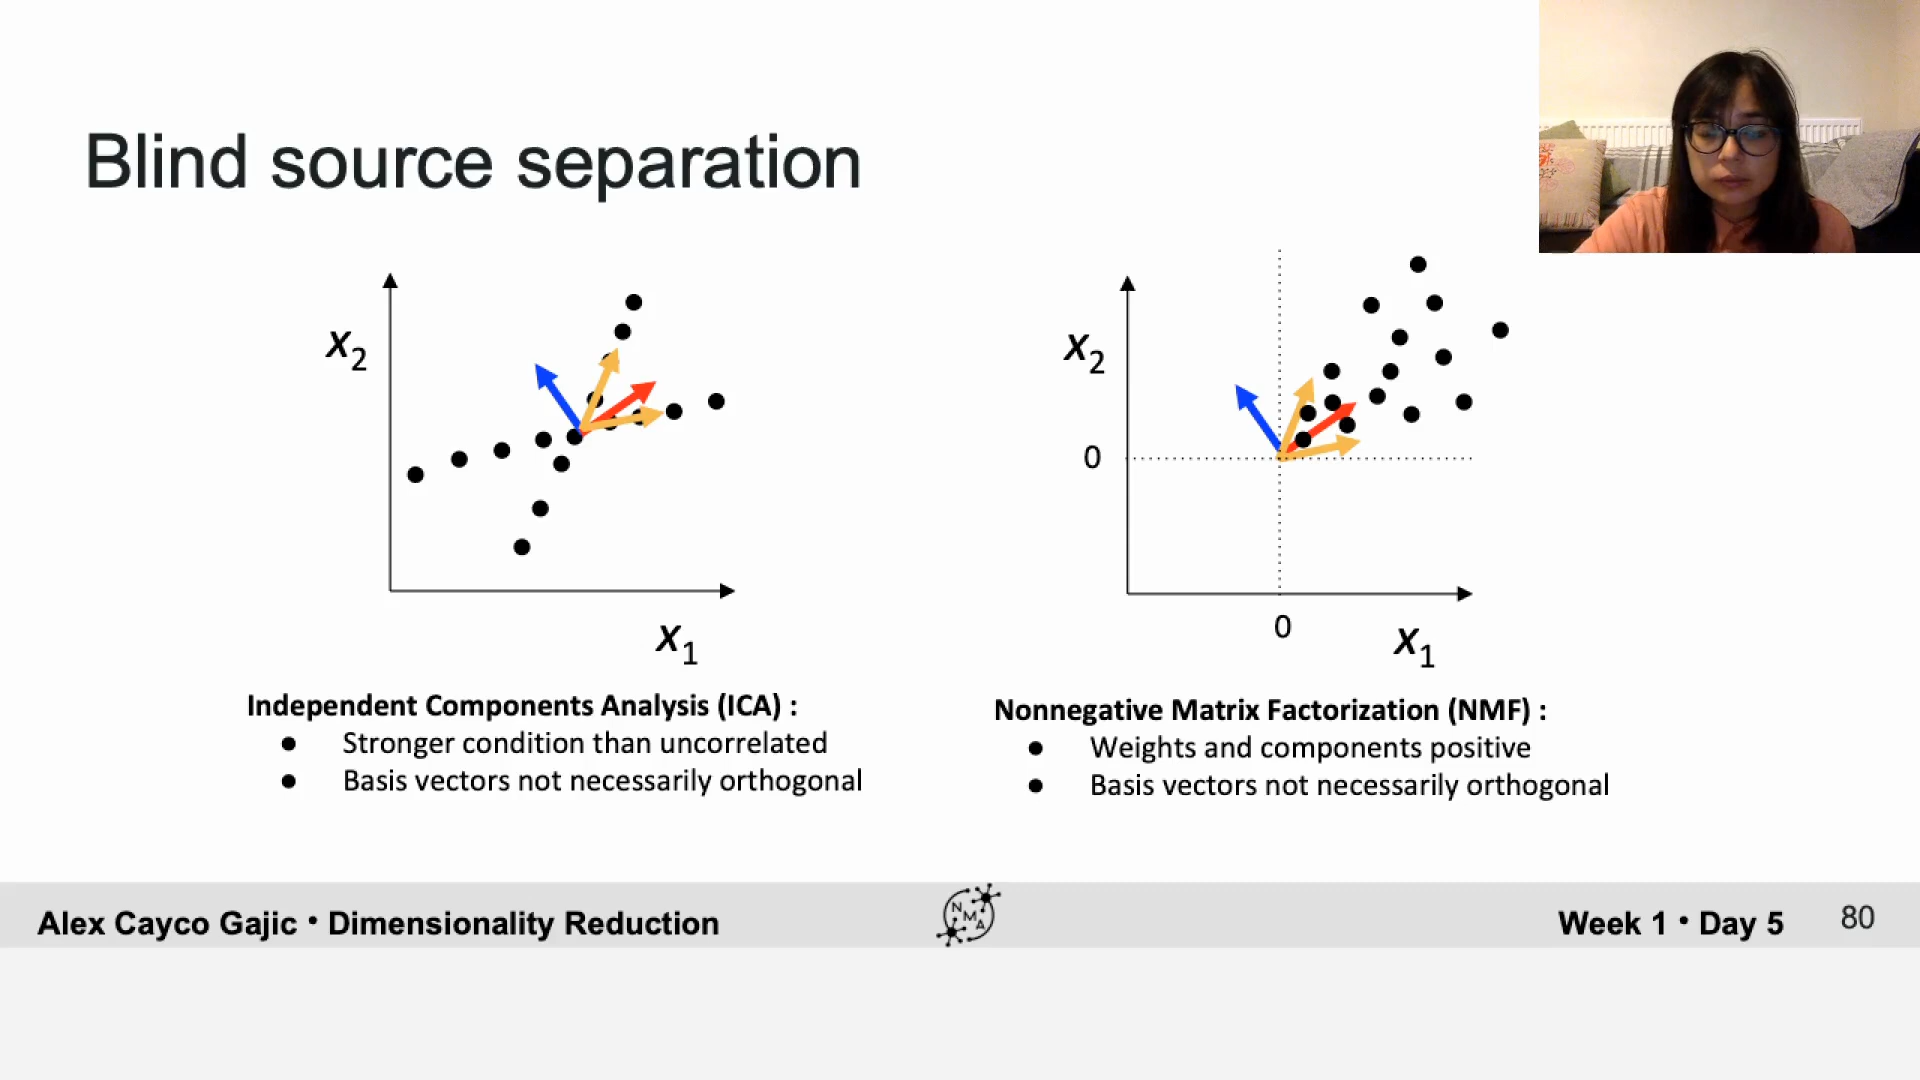 Blind source separation
x2
x1
Independent Components Analysis (ICA) :
● Stronger condition than uncorrelated
● Basis vectors not necessarily orthogonal
x2
0
0
x1
Nonnegative Matrix Factorization (NMF) :
● Weights and components positive
● Basis vectors not necessarily orthogonal
Alex Cayco Gajic • Dimensionality Reduction
NMA
Week 1 • Day 5
80